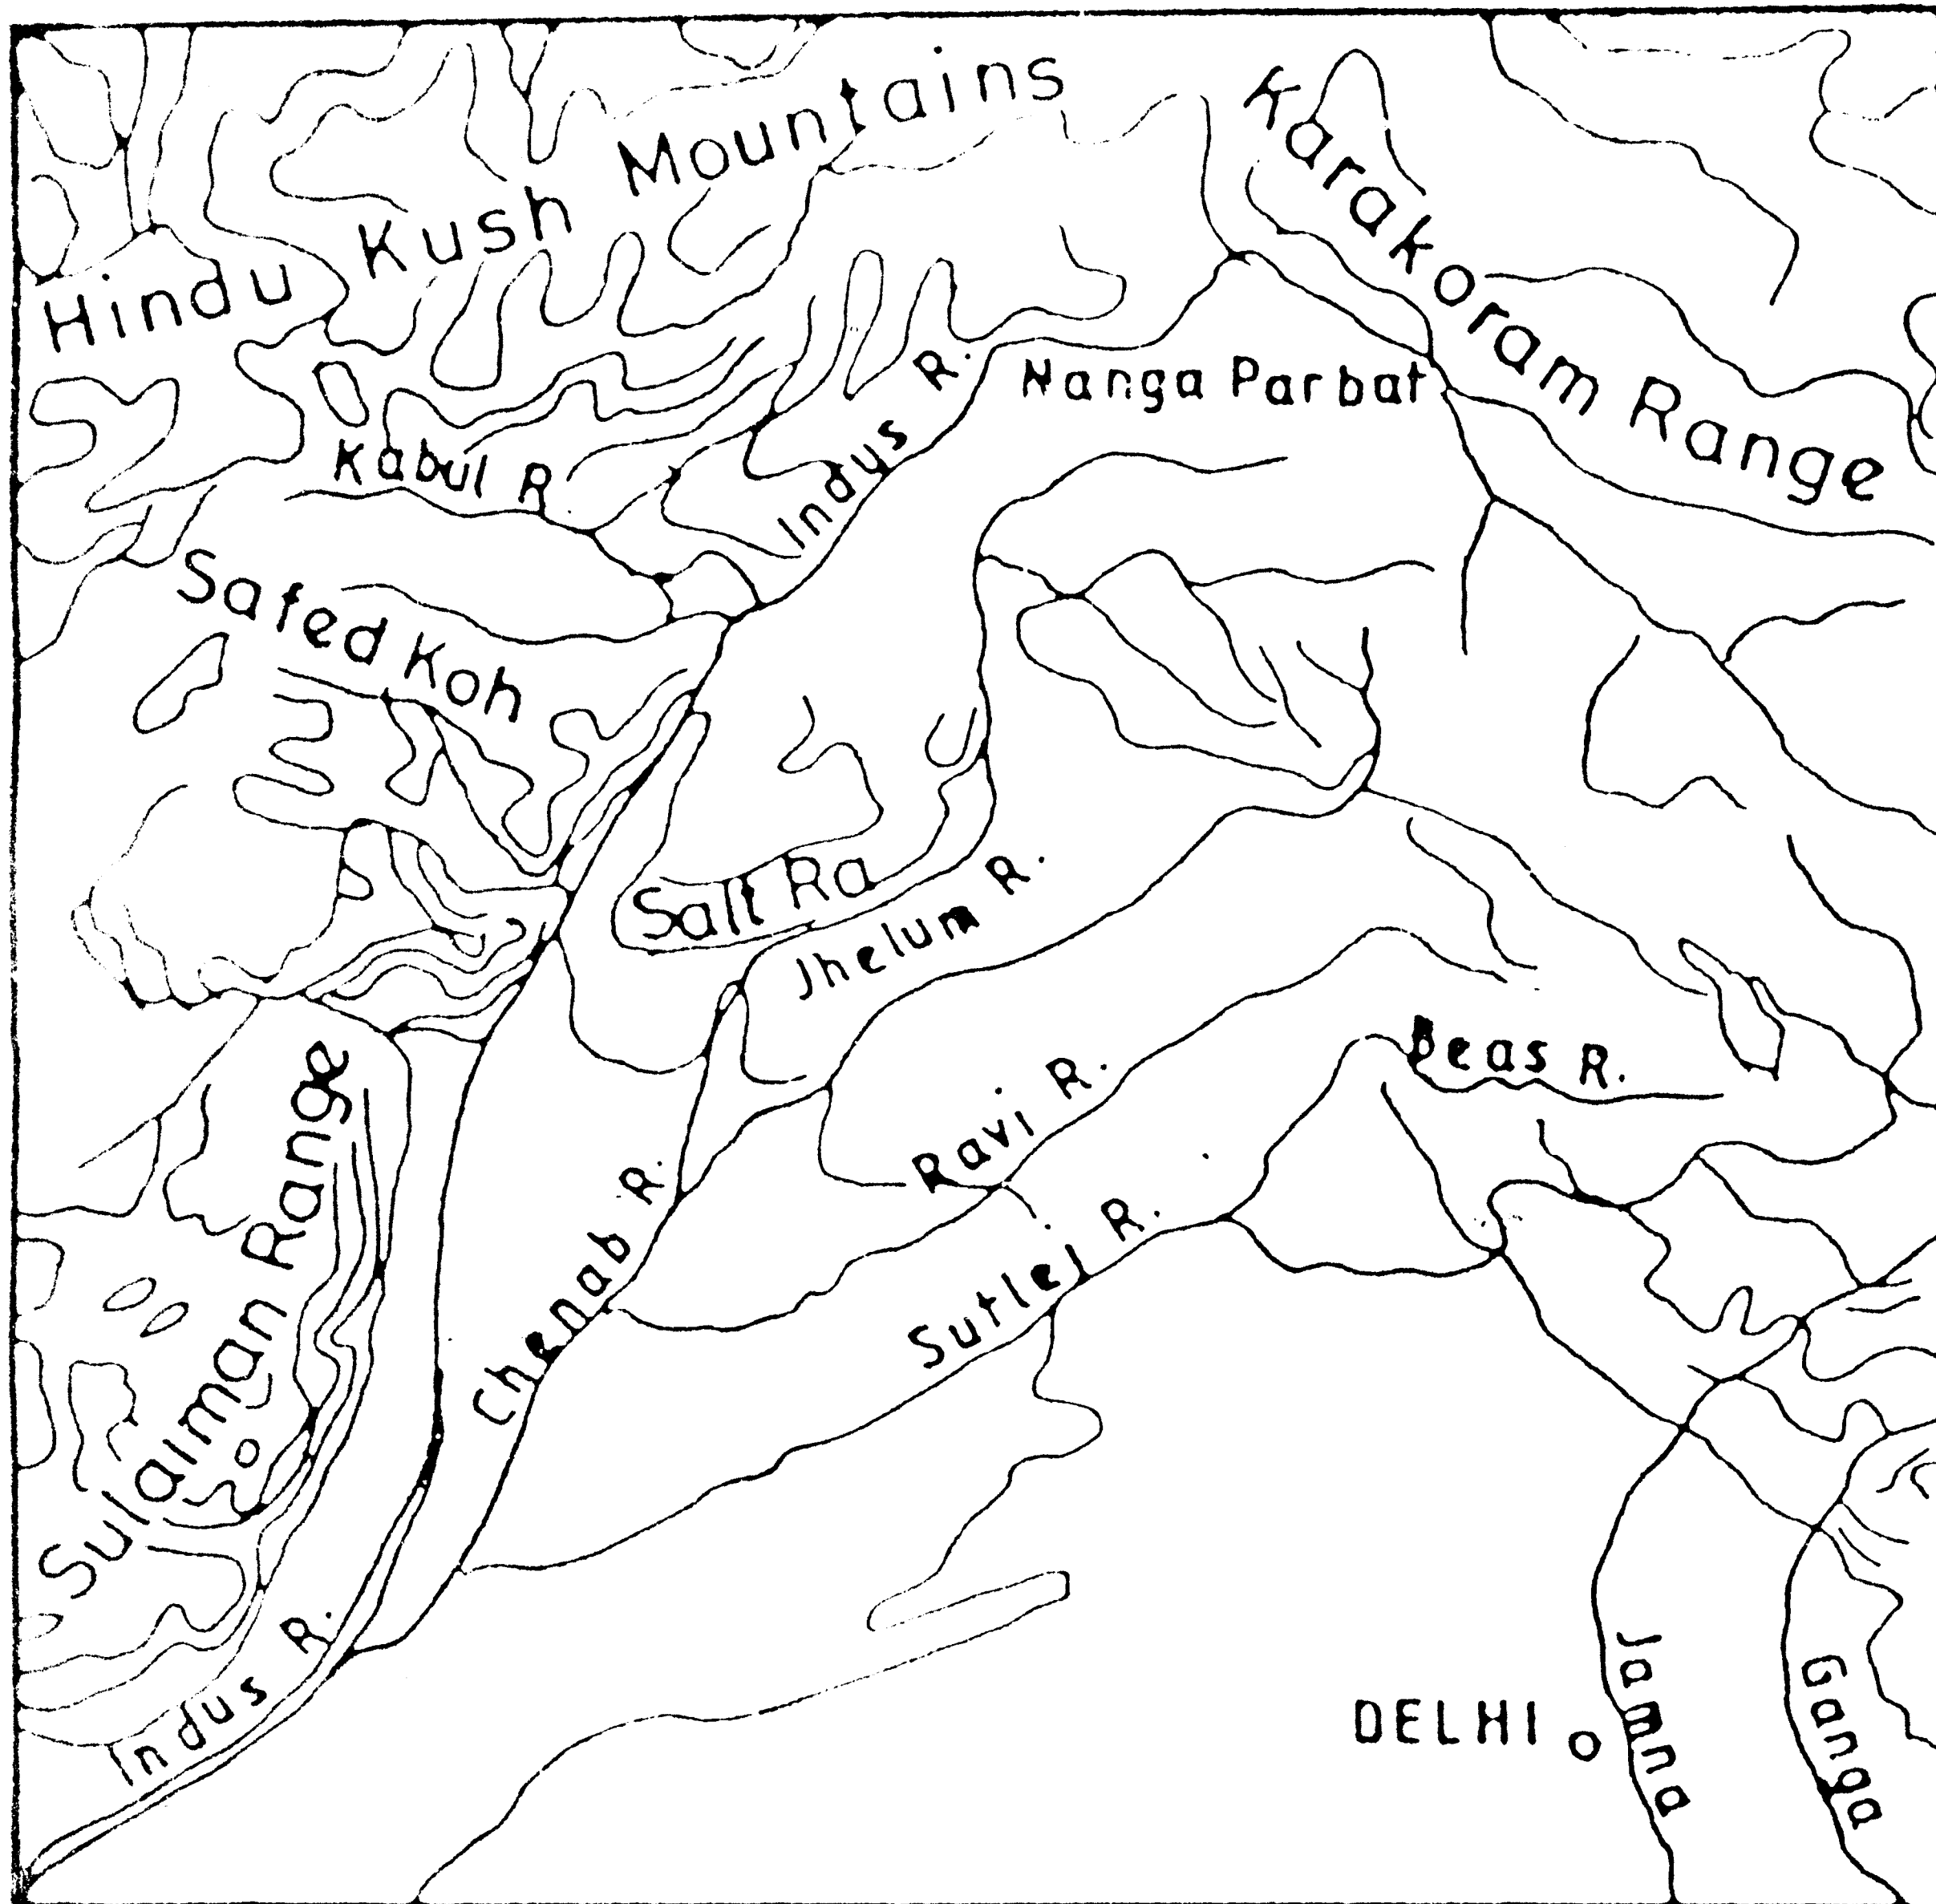 Hindu Kush Mountains
Karakoram Range
Indus R.
Nanga Parbat
Kabul R
Safed Koh
Salt Ra
Jhelum R.
Beas R.
Ravi R.
Sulaiman Range
Chenab R.
Sutlej R.
Indus R.
DELHI
Jamna
Ganga